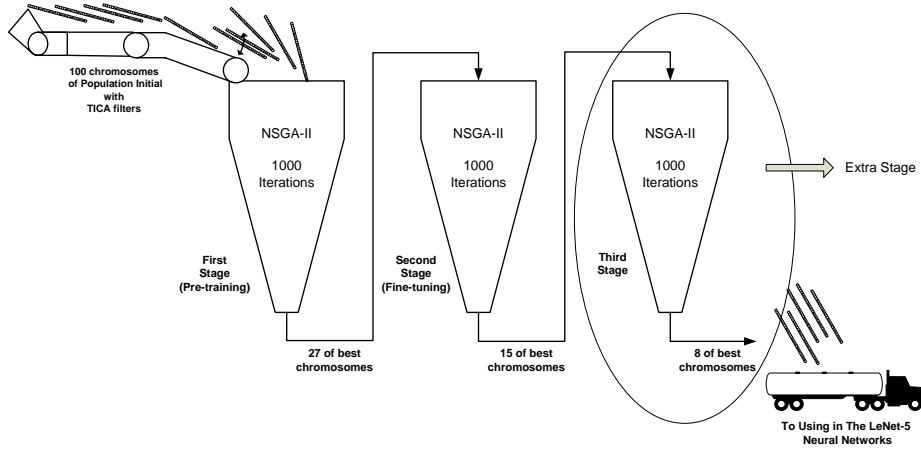 100 chromosomes
of Population Initial
with
TICA filters
NSGA-II
1000
Iterations
First
Stage
(Pre-training)
27 of best
chromosomes
NSGA-II
1000
Iterations
Second
Stage
(Fine-tuning)
15 of best
chromosomes
NSGA-II
1000
Iterations
Third
Stage
8 of best
chromosomes
Extra Stage
To Using in The LeNet-5
Neural Networks